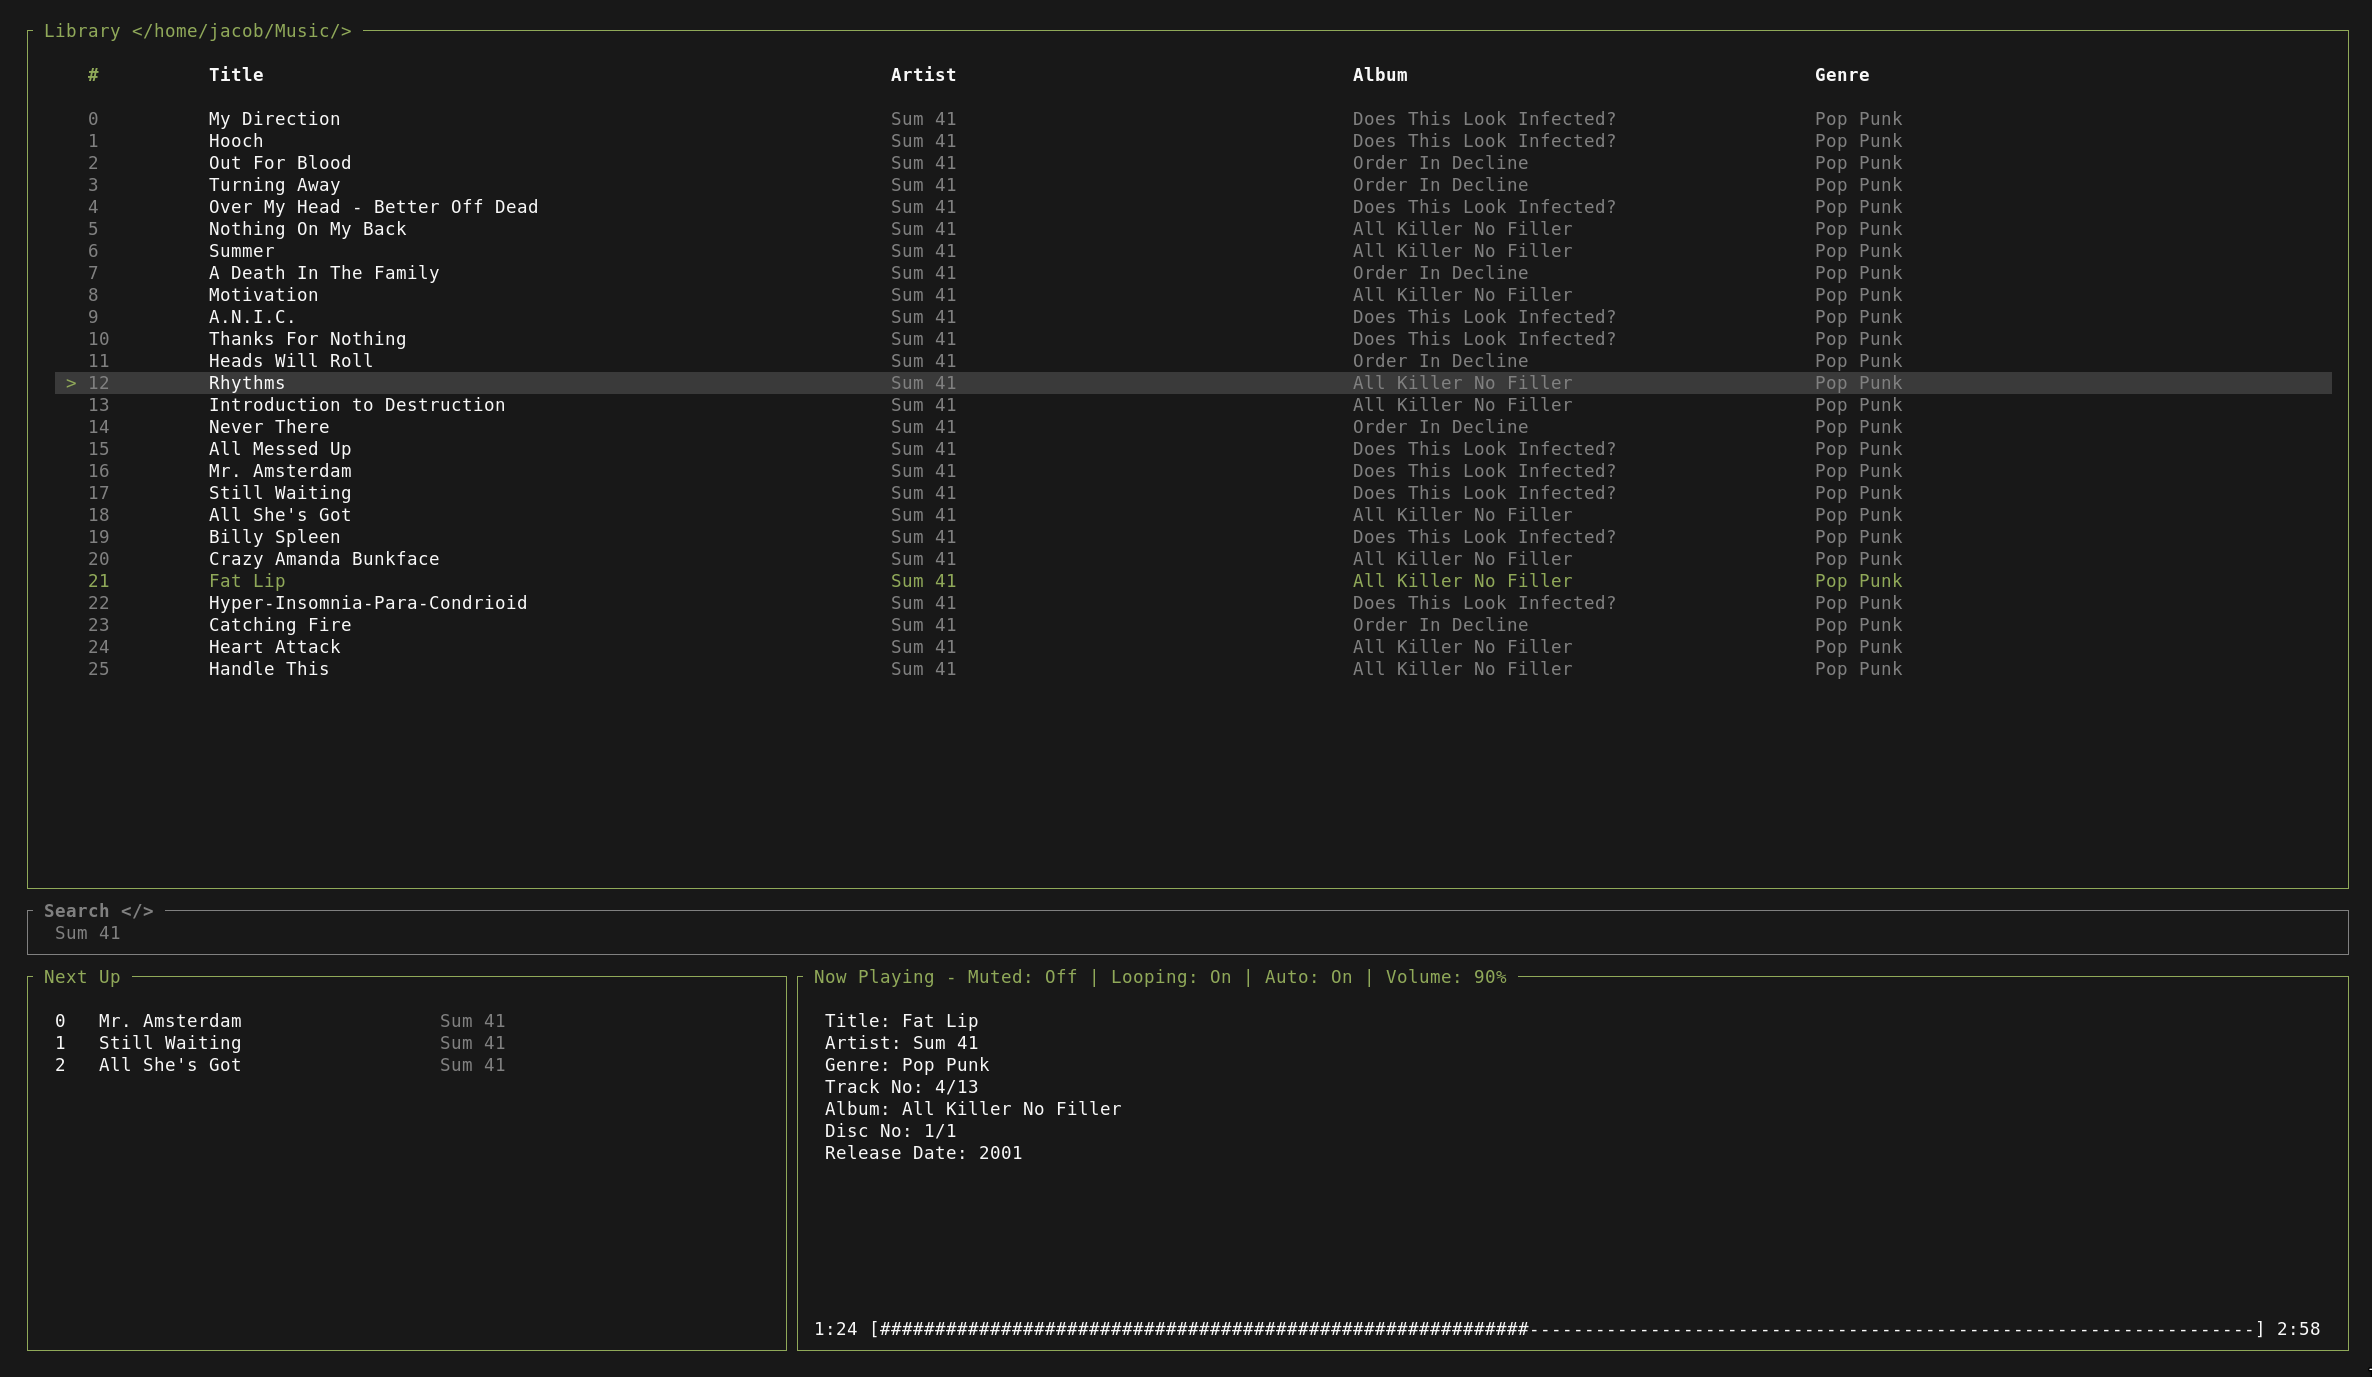 Library </home/jacob/Music/>
# Title Artist Album Genre
0 My Direction Sum 41 Does This Look Infected? Pop Punk
1 Hooch Sum 41 Does This Look Infected? Pop Punk
2 Out For Blood Sum 41 Order In Decline Pop Punk
3 Turning Away Sum 41 Order In Decline Pop Punk
4 Over My Head - Better Off Dead Sum 41 Does This Look Infected? Pop Punk
5 Nothing On My Back Sum 41 All Killer No Filler Pop Punk
6 Summer Sum 41 All Killer No Filler Pop Punk
7 A Death In The Family Sum 41 Order In Decline Pop Punk
8 Motivation Sum 41 All Killer No Filler Pop Punk
9 A.N.I.C. Sum 41 Does This Look Infected? Pop Punk
10 Thanks For Nothing Sum 41 Does This Look Infected? Pop Punk
11 Heads Will Roll Sum 41 Order In Decline Pop Punk
> 12 Rhythms Sum 41 All Killer No Filler Pop Punk
13 Introduction to Destruction Sum 41 All Killer No Filler Pop Punk
14 Never There Sum 41 Order In Decline Pop Punk
15 All Messed Up Sum 41 Does This Look Infected? Pop Punk
16 Mr. Amsterdam Sum 41 Does This Look Infected? Pop Punk
17 Still Waiting Sum 41 Does This Look Infected? Pop Punk
18 All She's Got Sum 41 All Killer No Filler Pop Punk
19 Billy Spleen Sum 41 Does This Look Infected? Pop Punk
20 Crazy Amanda Bunkface Sum 41 All Killer No Filler Pop Punk
21 Fat Lip Sum 41 All Killer No Filler Pop Punk
22 Hyper-Insomnia-Para-Condrioid Sum 41 Does This Look Infected? Pop Punk
23 Catching Fire Sum 41 Order In Decline Pop Punk
24 Heart Attack Sum 41 All Killer No Filler Pop Punk
25 Handle This Sum 41 All Killer No Filler Pop Punk
Search </>
Sum 41
Next Up
0 Mr. Amsterdam Sum 41
1 Still Waiting Sum 41
2 All She's Got Sum 41
Now Playing - Muted: Off | Looping: On | Auto: On | Volume: 90%
Title: Fat Lip
Artist: Sum 41
Genre: Pop Punk
Track No: 4/13
Album: All Killer No Filler
Disc No: 1/1
Release Date: 2001
1:24 [###########################################################------------------------------------------------------------------] 2:58